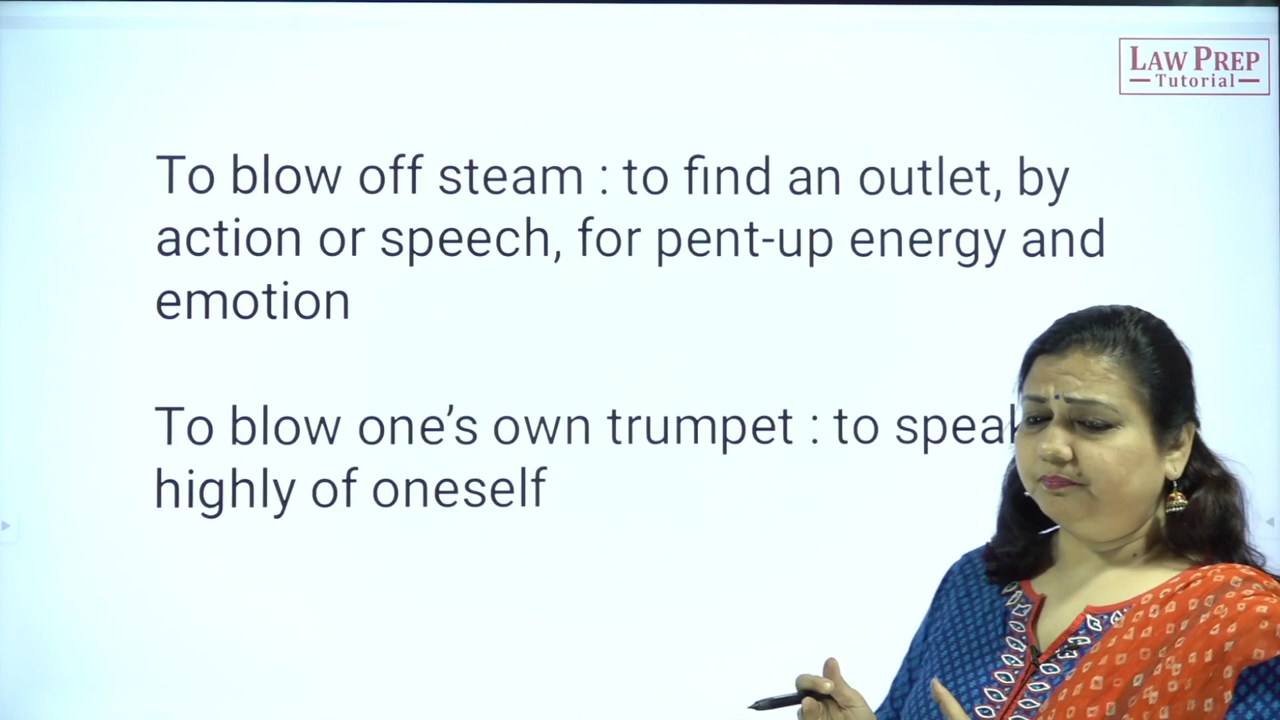 LAW PREP
Tutorial
To blow off steam : to find an outlet, by
action or speech, for pent-up energy and
emotion
To blow one’s own trumpet : to speak
highly of oneself